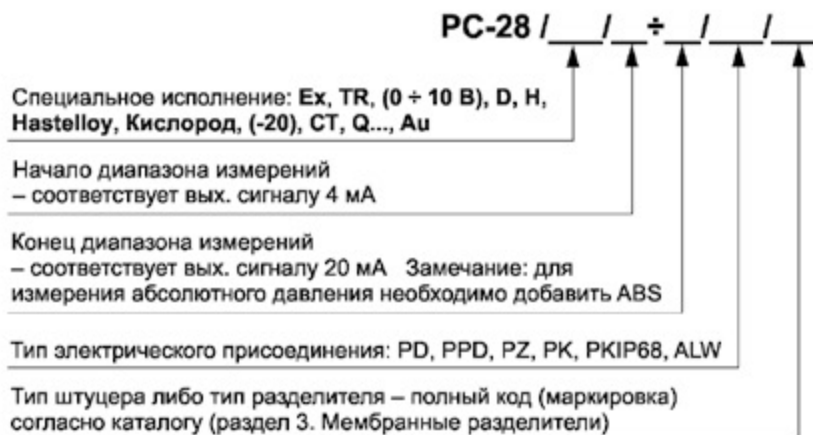 PC-28 /___/__÷__/___/___
Специальное исполнение: Ex, TR, (0 ÷ 10 В), D, H,
Hastelloy, Кислород, (-20), CT, Q..., Au
Начало диапазона измерений
– соответствует вых. сигналу 4 мА
Конец диапазона измерений
– соответствует вых. сигналу 20 мА Замечание: для
измерения абсолютного давления необходимо добавить ABS
Тип электрического присоединения: PD, PPD, PZ, PK, PKIP68, ALW
Тип штуцера либо тип разделителя – полный код (маркировка)
согласно каталогу (раздел 3. Мембранные разделители)